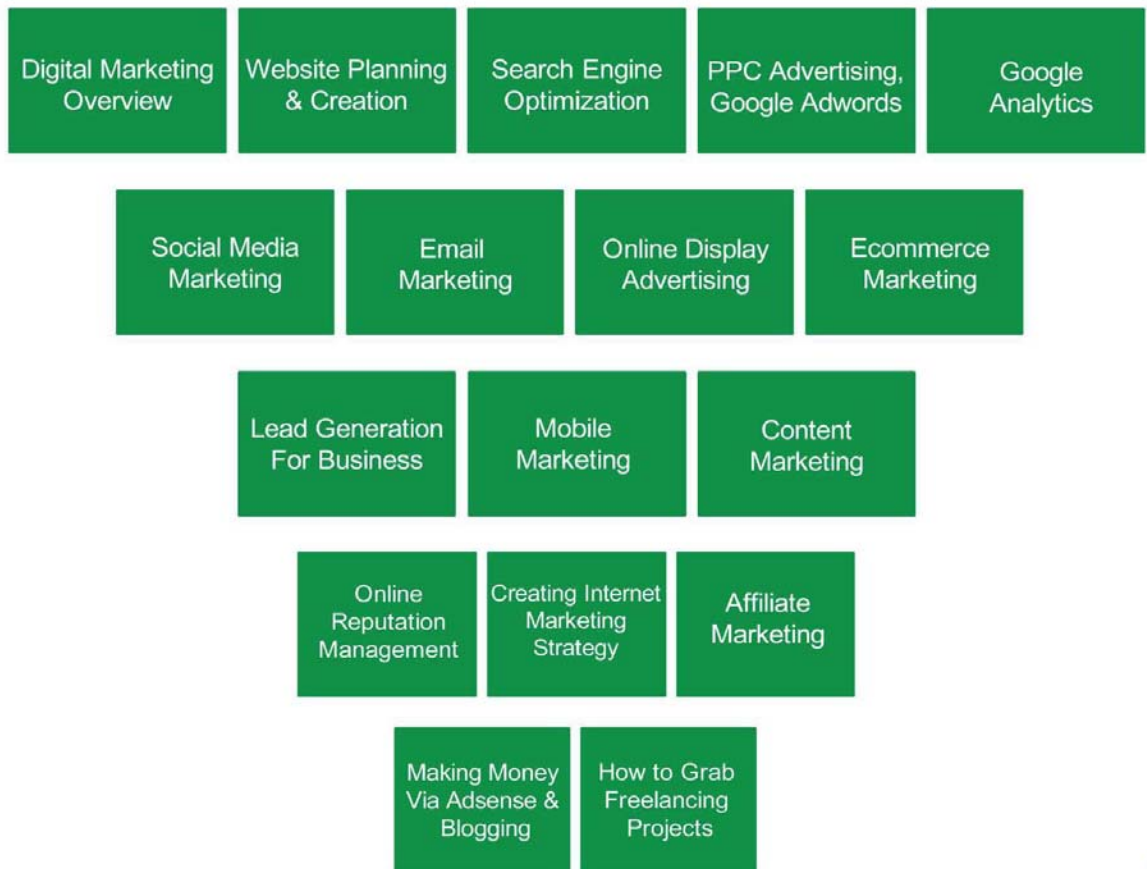 Digital Marketing
Overview
Website Planning
& Creation
Search Engine
Optimization
PPC Advertising,
Google Adwords
Google
Analytics
Social Media
Marketing
Email
Marketing
Online Display
Advertising
Ecommerce
Marketing
Lead Generation
For Business
Mobile
Marketing
Content
Marketing
Online
Reputation
Management
Creating Internet
Marketing
Strategy
Affiliate
Marketing
Making Money
Via Adsense &
Blogging
How to Grab
Freelancing
Projects